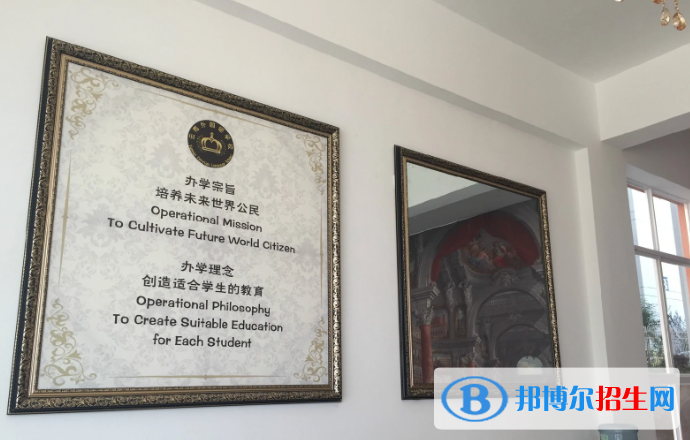 办学宗旨
培养未来世界公民
Operational Mission
To Cultivate Future World Citizen
办学理念
创造适合学生的教育
Operational Philosophy
To Create Suitable Education
for Each Student
邦博尔招生网